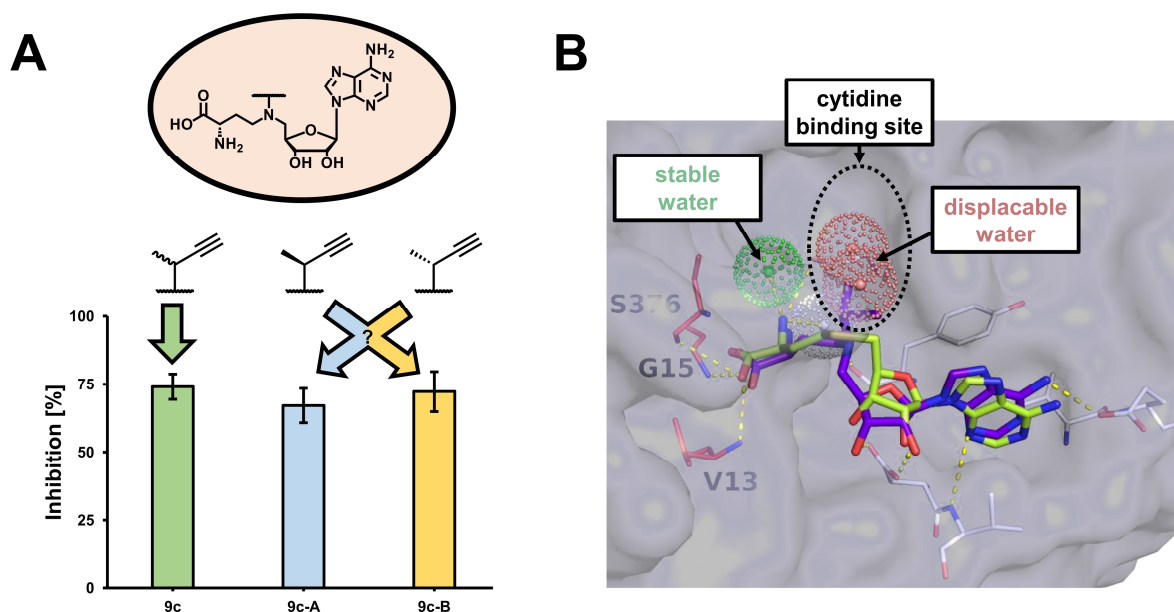 A
NH2
N
N
N
N
O
HO
N
O
NH2
OH
OH
100
75
50
25
0
Inhibition [%]
?
9c
9c-A
9c-B
B
cytidine
binding site
stable
water
displacable
water
S376
G15
V13